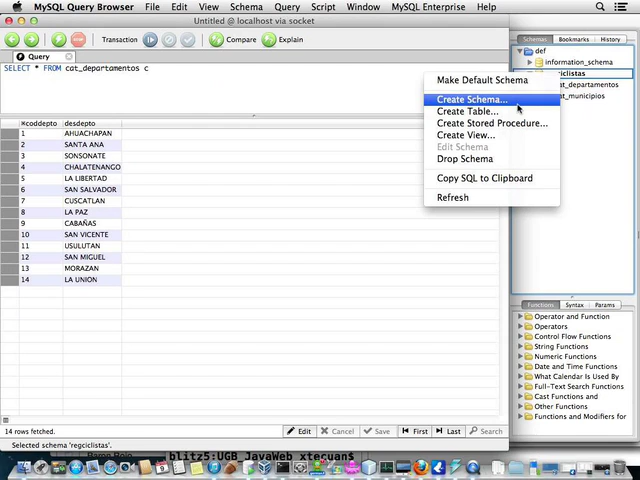 MySQL Query Browser File Edit View Schema Query Script Window MySQL Enterprise Help
Untitled @ localhost via socket
Transaction Compare Explain
Query
SELECT * FROM cat_departamentos c
coddepto desdepto
1 AHUACHAPAN
2 SANTA ANA
3 SONSONATE
4 CHALATENANGO
5 LA LIBERTAD
6 SAN SALVADOR
7 CUSCATLAN
8 LA PAZ
9 CABAÑAS
10 SAN VICENTE
11 USULUTAN
12 SAN MIGUEL
13 MORAZAN
14 LA UNION
14 rows fetched.
Edit Cancel Save First Last Search
Selected schema 'regciclistas'.
Make Default Schema
Create Schema...
Create Table...
Create Stored Procedure...
Create View...
Edit Schema
Drop Schema
Copy SQL to Clipboard
Refresh
Schemas Bookmarks History
def
information_schema
Functions Syntax Params
Operator and Function
Operators
Control Flow Functions
String Functions
Numeric Functions
Date and Time Functions
What Calendar Is Used By
Full-Text Search Functions
Cast Functions and
Other Functions
Functions and Modifiers for
blitz5:UGB_JavaWeb xtecuan$